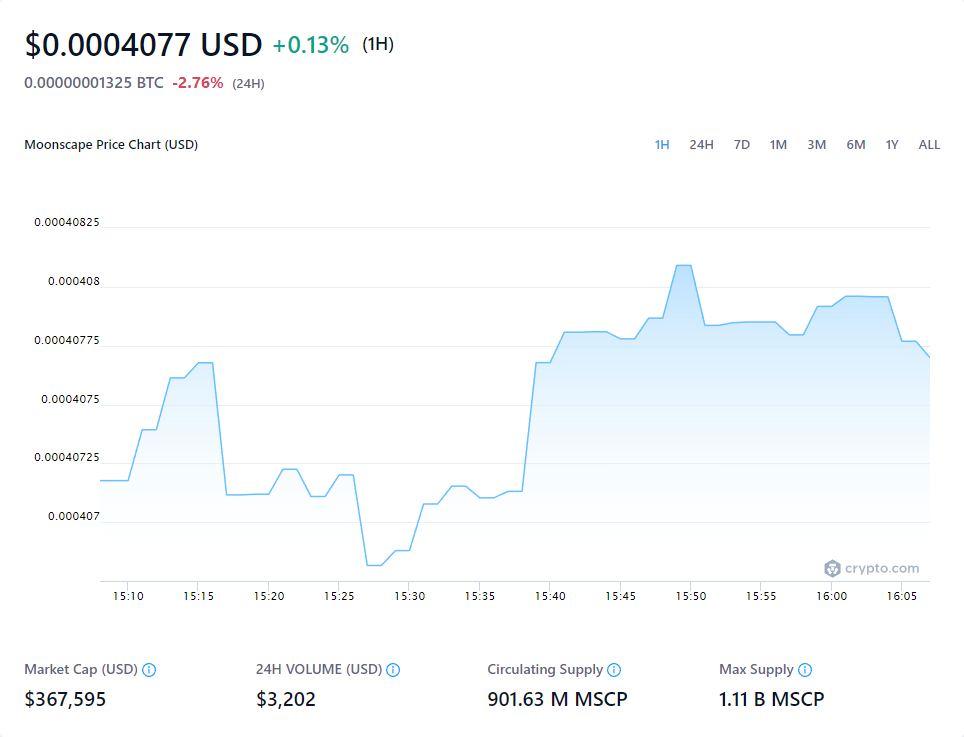 $0.0004077 USD +0.13% (1H)
0.00000001325 BTC -2.76% (24H)
Moonscape Price Chart (USD) 1H 24H 7D 1M 3M 6M 1Y ALL
0.00040825
0.000408
0.00040775
0.0004075
0.00040725
0.000407
crypto.com
15:10 15:15 15:20 15:25 15:30 15:35 15:40 15:45 15:50 15:55 16:00 16:05
Market Cap (USD) 24H VOLUME (USD) Circulating Supply Max Supply
$367,595 $3,202 901.63 M MSCP 1.11 B MSCP